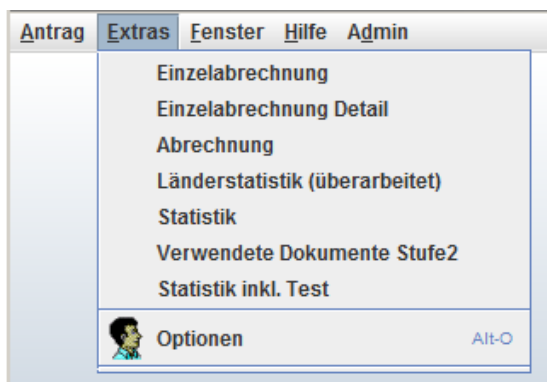 Antrag Extras Fenster Hilfe Admin
Einzelabrechnung
Einzelabrechnung Detail
Abrechnung
Länderstatistik (überarbeitet)
Statistik
Verwendete Dokumente Stufe2
Statistik inkl. Test
Optionen Alt-O